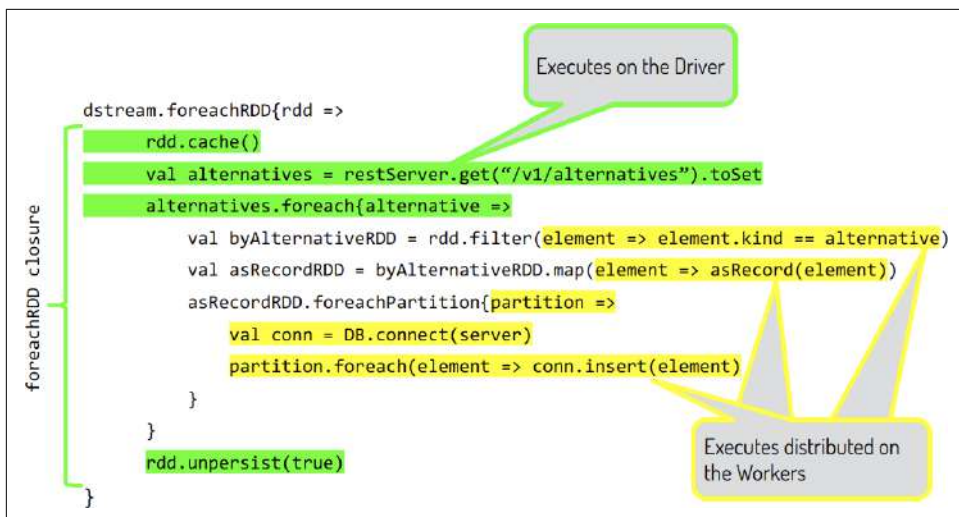 Executes on the Driver
dstream.foreachRDD{rdd =>
rdd.cache()
val alternatives = restServer.get(“/v1/alternatives”).toSet
alternatives.foreach{alternative =>
val byAlternativeRDD = rdd.filter(element => element.kind == alternative)
val asRecordRDD = byAlternativeRDD.map(element => asRecord(element))
asRecordRDD.foreachPartition{partition =>
val conn = DB.connect(server)
partition.foreach(element => conn.insert(element)
}
}
rdd.unpersist(true)
}
foreachRDD closure
Executes distributed on
the Workers